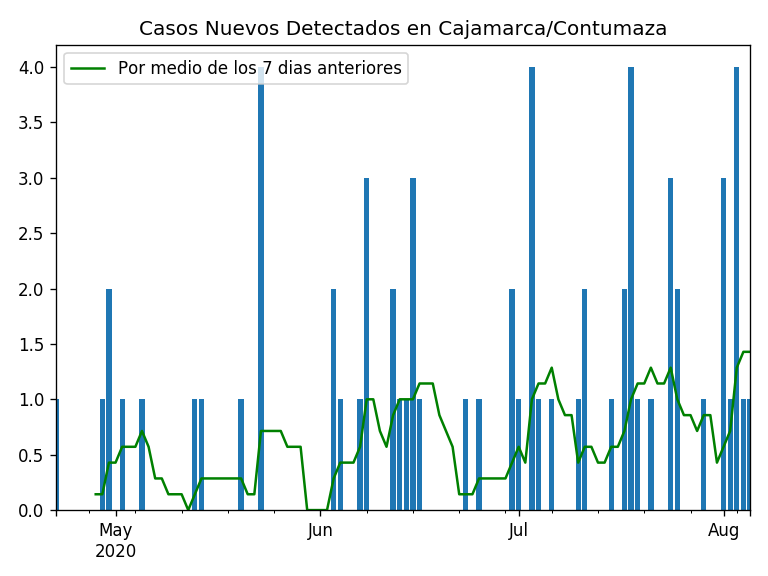 Casos Nuevos Detectados en Cajamarca/Contumaza
Por medio de los 7 dias anteriores
4.0
3.5
3.0
2.5
2.0
1.5
1.0
0.5
0.0
May
2020
Jun
Jul
Aug